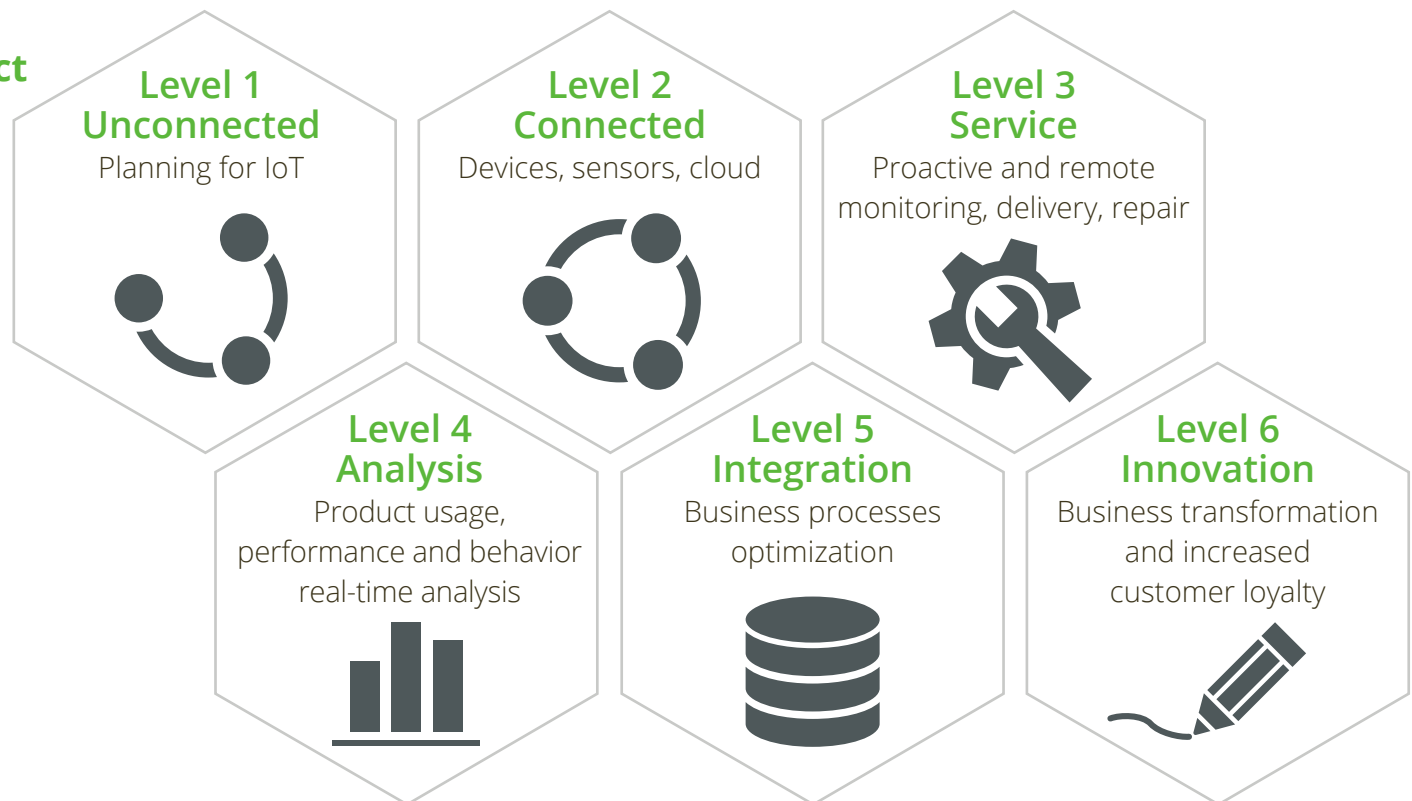 ct
Level 1
Unconnected
Planning for IoT
Level 2
Connected
Devices, sensors, cloud
Level 3
Service
Proactive and remote
monitoring, delivery, repair
Level 4
Analysis
Product usage,
performance and behavior
real-time analysis
Level 5
Integration
Business processes
optimization
Level 6
Innovation
Business transformation
and increased
customer loyalty